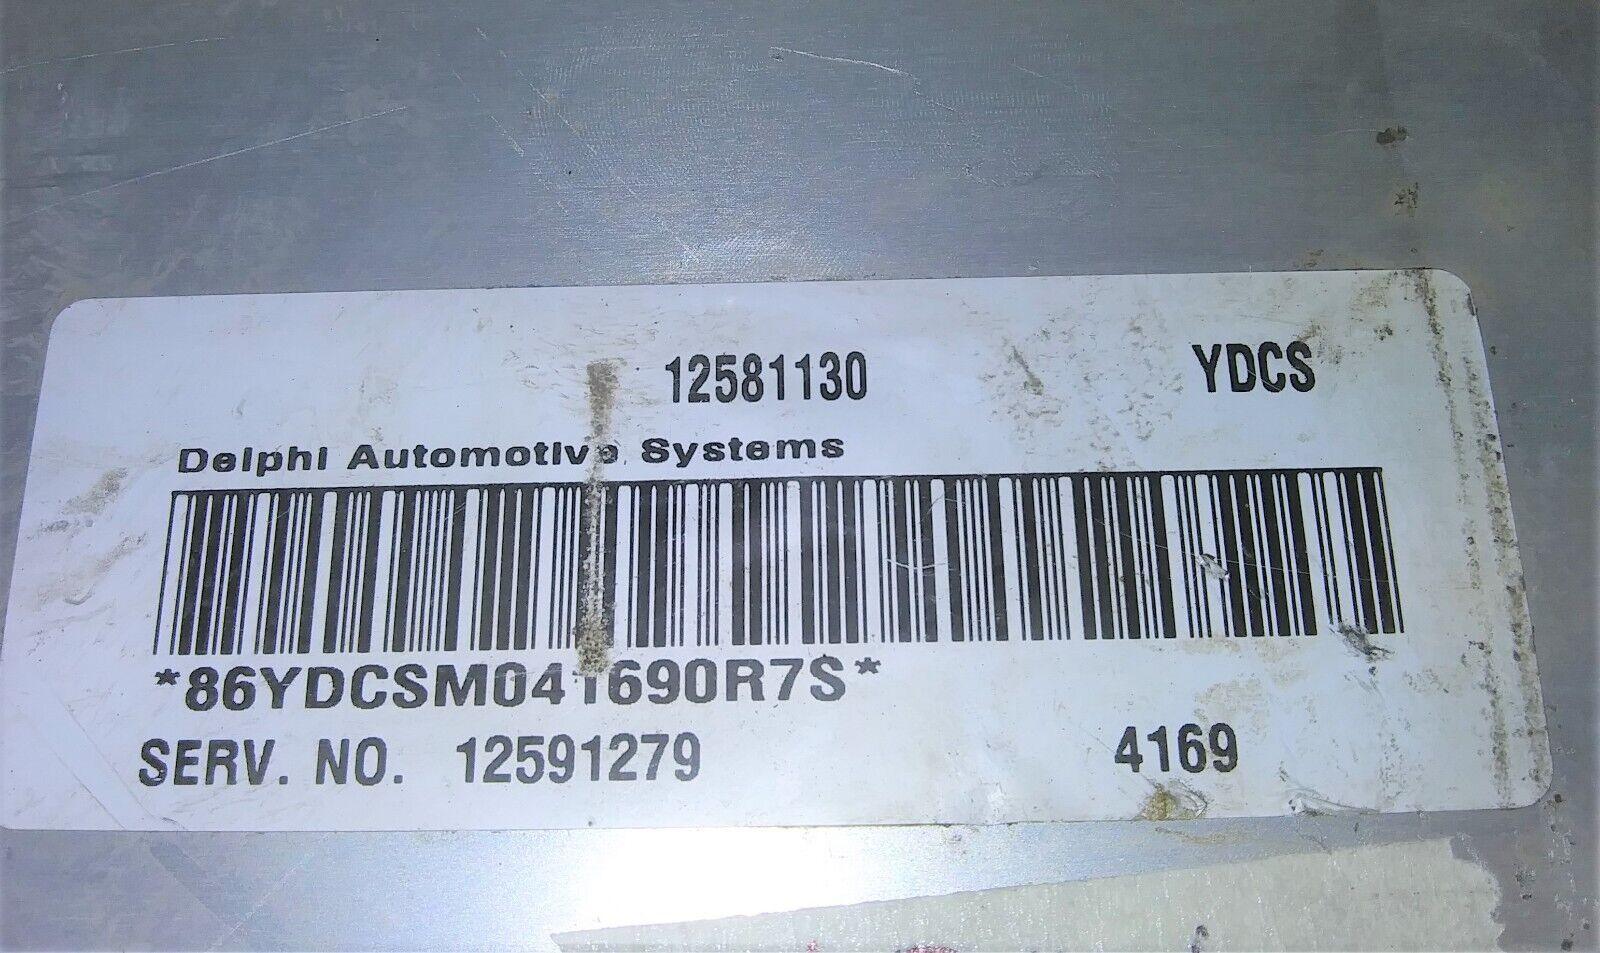 12581130 YDCS
Delphi Automotive Systems
*86YDCSM041690R7S*
SERV. NO. 12591279 4169